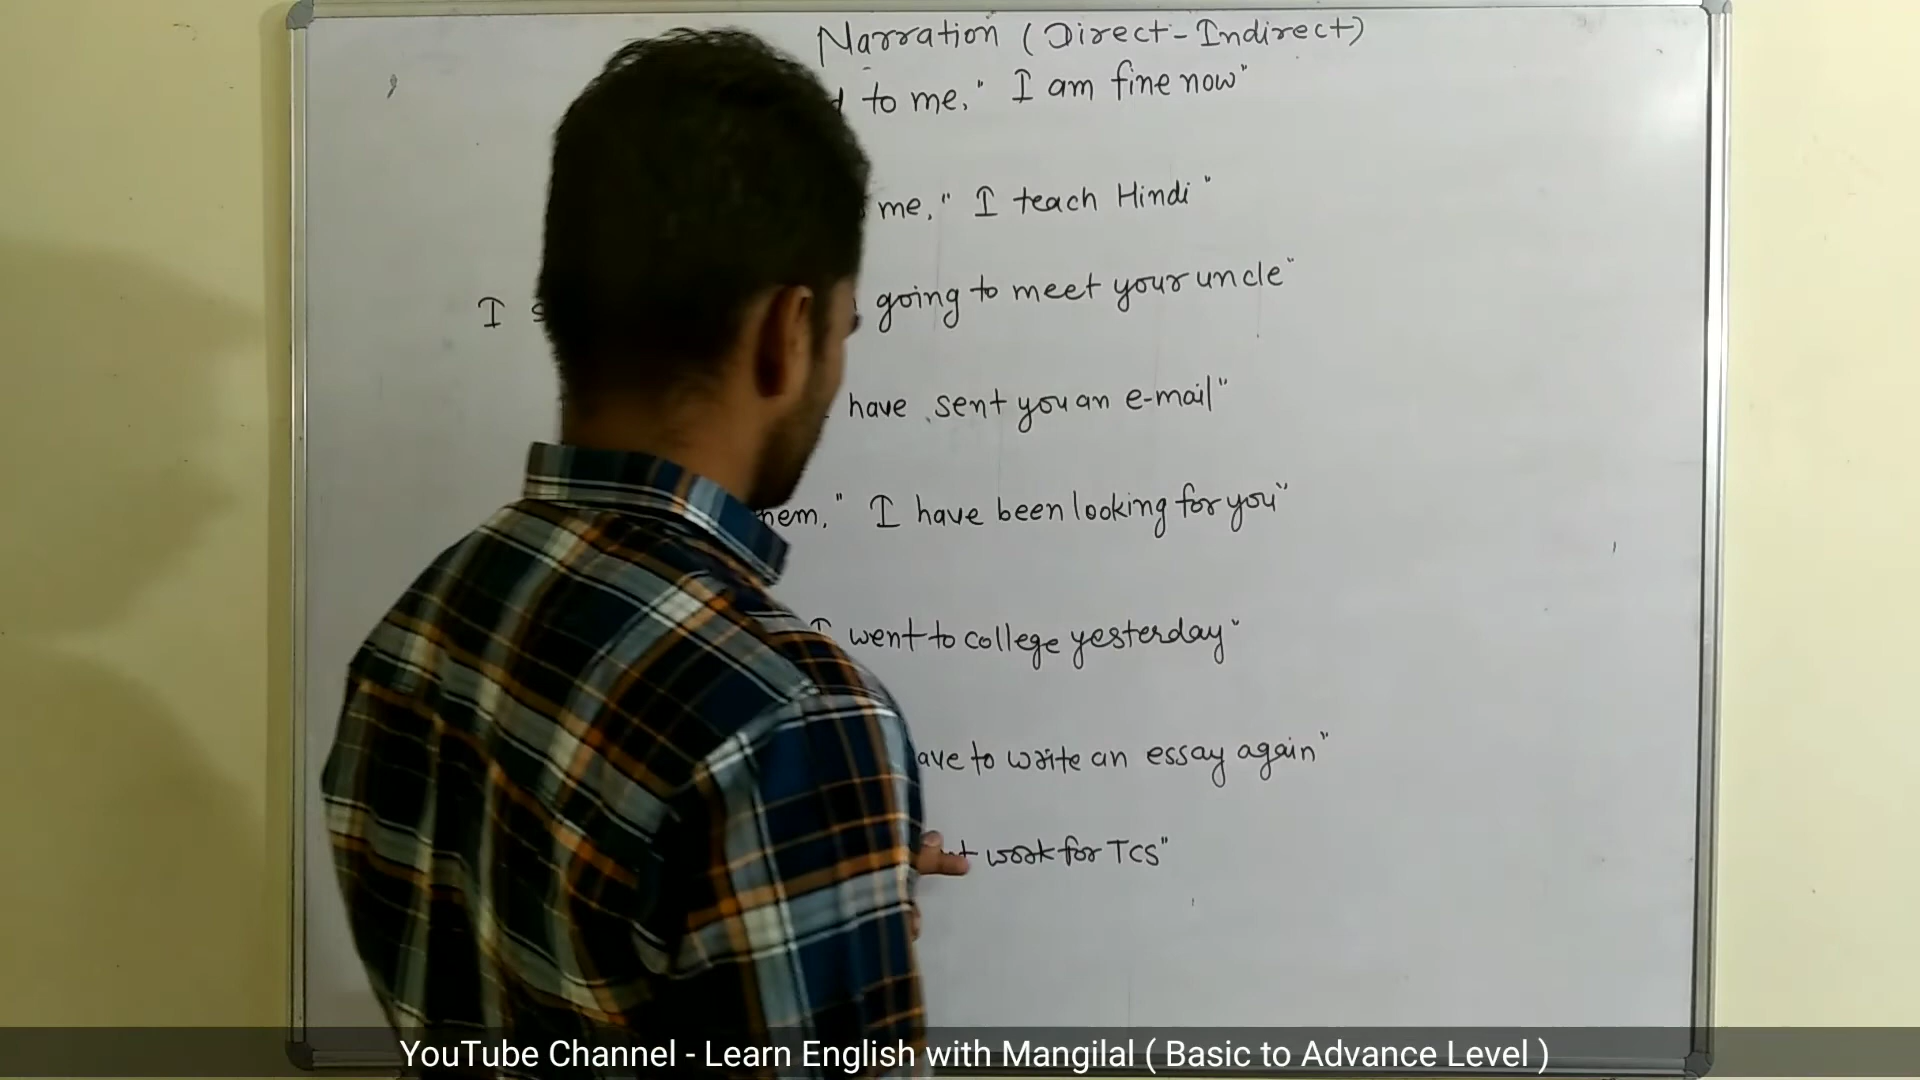 Narration (Direct-Indirect)
to me," I am fine now"
me," I teach Hindi"
I going to meet your uncle"
have sent you an e-mail"
I have been looking for you"
I went to college yesterday"
to write an essay again"
work for TCS"
YouTube Channel - Learn English with Mangilal ( Basic to Advance Level )